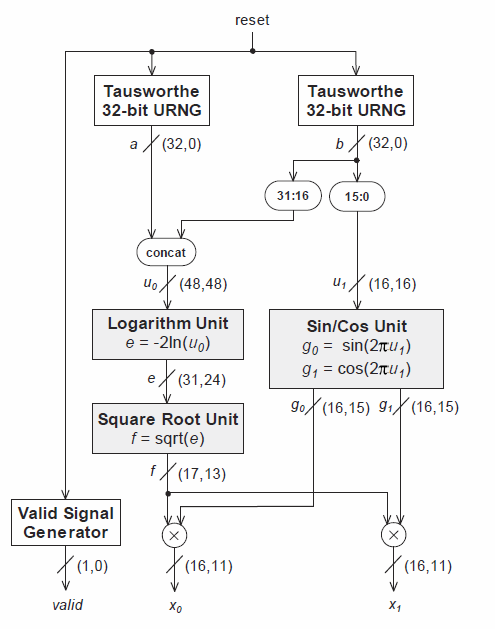 reset
Tausworthe
32-bit URNG
Tausworthe
32-bit URNG
a (32,0)
b (32,0)
31:16
15:0
concat
u₀ (48,48)
u₁ (16,16)
Logarithm Unit
e = -2ln(u₀)
Sin/Cos Unit
g₀ = sin(2πu₁)
g₁ = cos(2πu₁)
e (31,24)
g₀ (16,15) g₁ (16,15)
Square Root Unit
f = sqrt(e)
f (17,13)
Valid Signal
Generator
×
×
(1,0)
(16,11)
(16,11)
valid
x₀
x₁